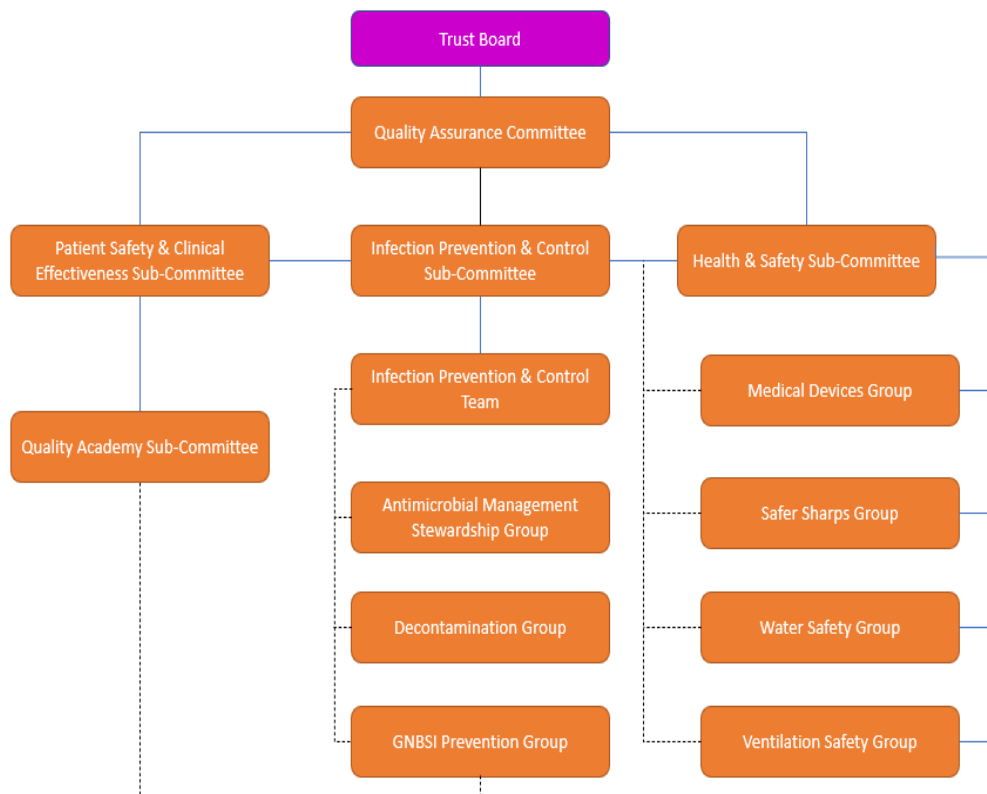 Trust Board
Quality Assurance Committee
Patient Safety & Clinical
Effectiveness Sub-Committee
Infection Prevention & Control
Sub-Committee
Health & Safety Sub-Committee
Infection Prevention & Control
Team
Medical Devices Group
Quality Academy Sub-Committee
Antimicrobial Management
Stewardship Group
Safer Sharps Group
Decontamination Group
Water Safety Group
GNBSI Prevention Group
Ventilation Safety Group